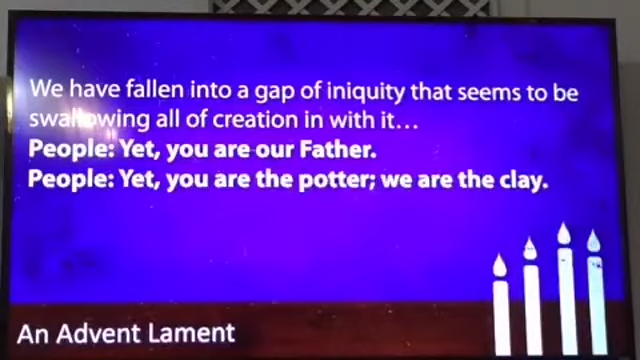 We have fallen into a gap of iniquity that seems to be
swallowing all of creation in with it…
People: Yet, you are our Father.
People: Yet, you are the potter; we are the clay.
An Advent Lament